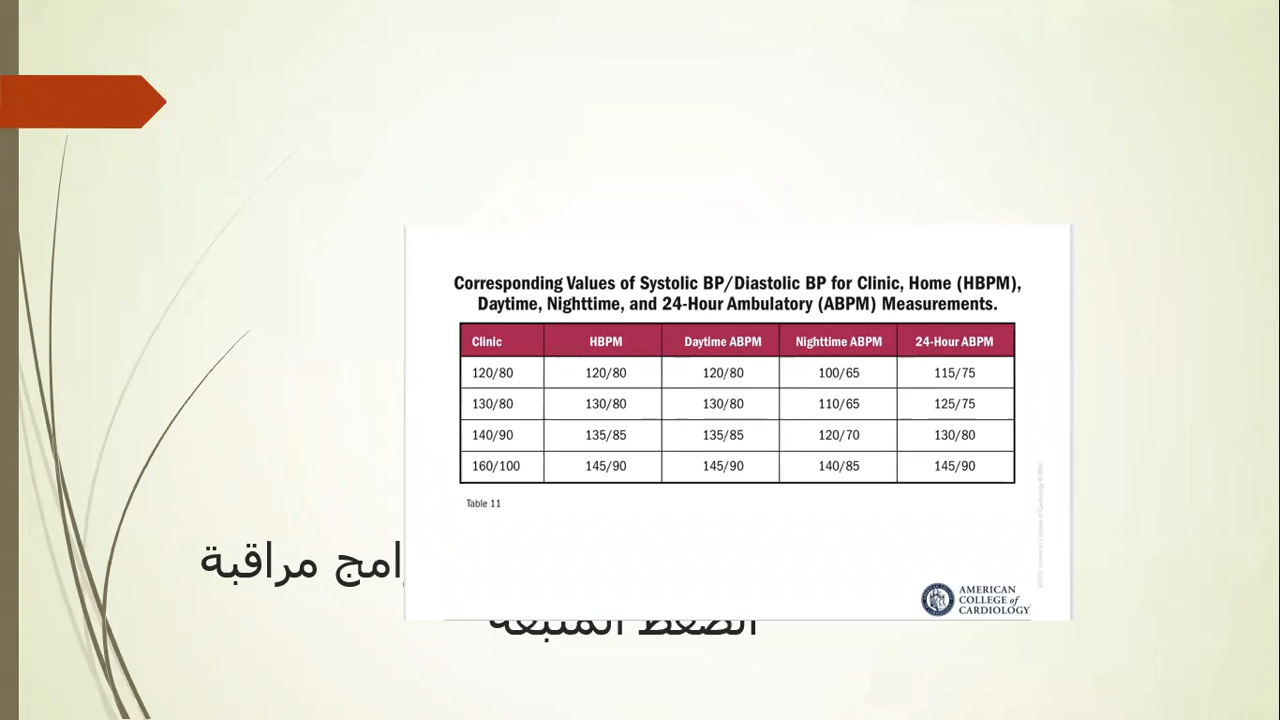 Corresponding Values of Systolic BP/Diastolic BP for Clinic, Home (HBPM),
Daytime, Nighttime, and 24-Hour Ambulatory (ABPM) Measurements.
Clinic HBPM Daytime ABPM Nighttime ABPM 24-Hour ABPM
120/80 120/80 120/80 100/65 115/75
130/80 130/80 130/80 110/65 125/75
140/90 135/85 135/85 120/70 130/80
160/100 145/90 145/90 140/85 145/90
Table 11
مراقبة
الضغط المتبعة
AMERICAN
COLLEGE of
CARDIOLOGY